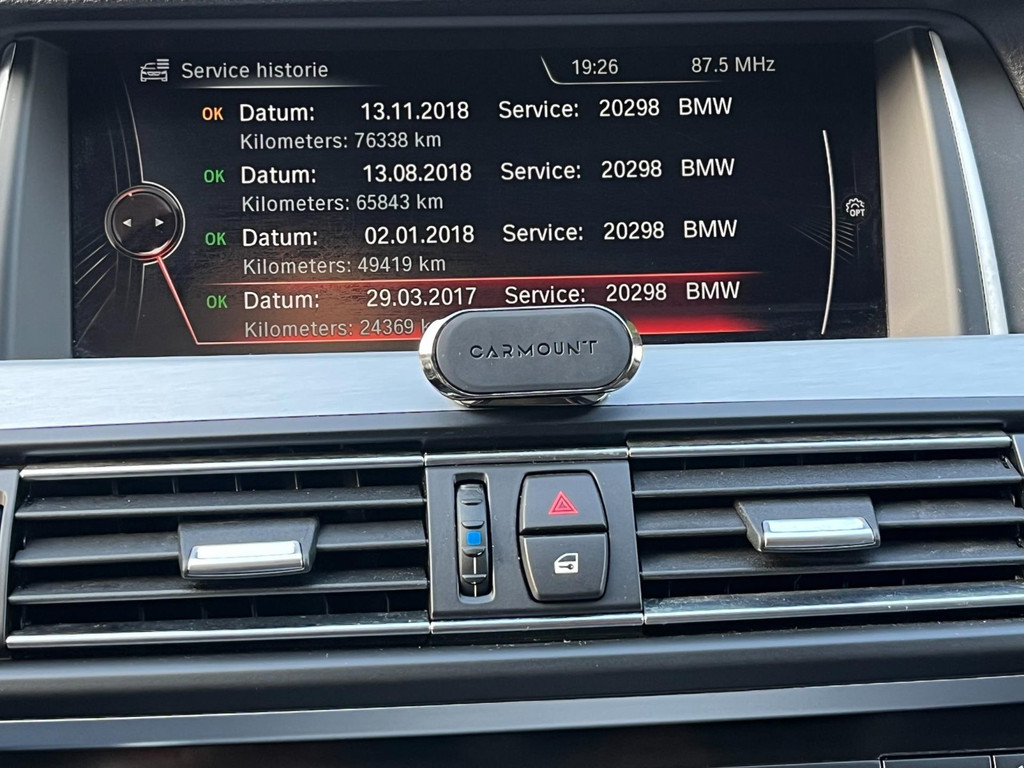 Service historie 19:26 87.5 MHz
OK Datum: 13.11.2018 Service: 20298 BMW
Kilometers: 76338 km
OK Datum: 13.08.2018 Service: 20298 BMW
Kilometers: 65843 km
OPT
OK Datum: 02.01.2018 Service: 20298 BMW
Kilometers: 49419 km
OK Datum: 29.03.2017 Service: 20298 BMW
Kilometers: 24369
CARMOUNT